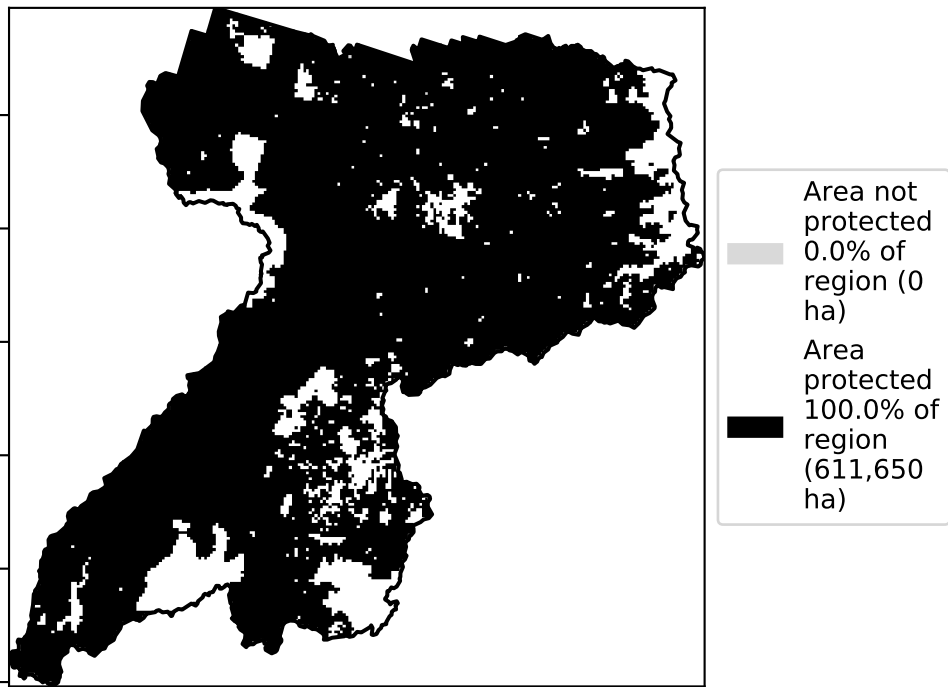 Area not
protected
0.0% of
region (0
ha)
Area
protected
100.0% of
region
(611,650
ha)